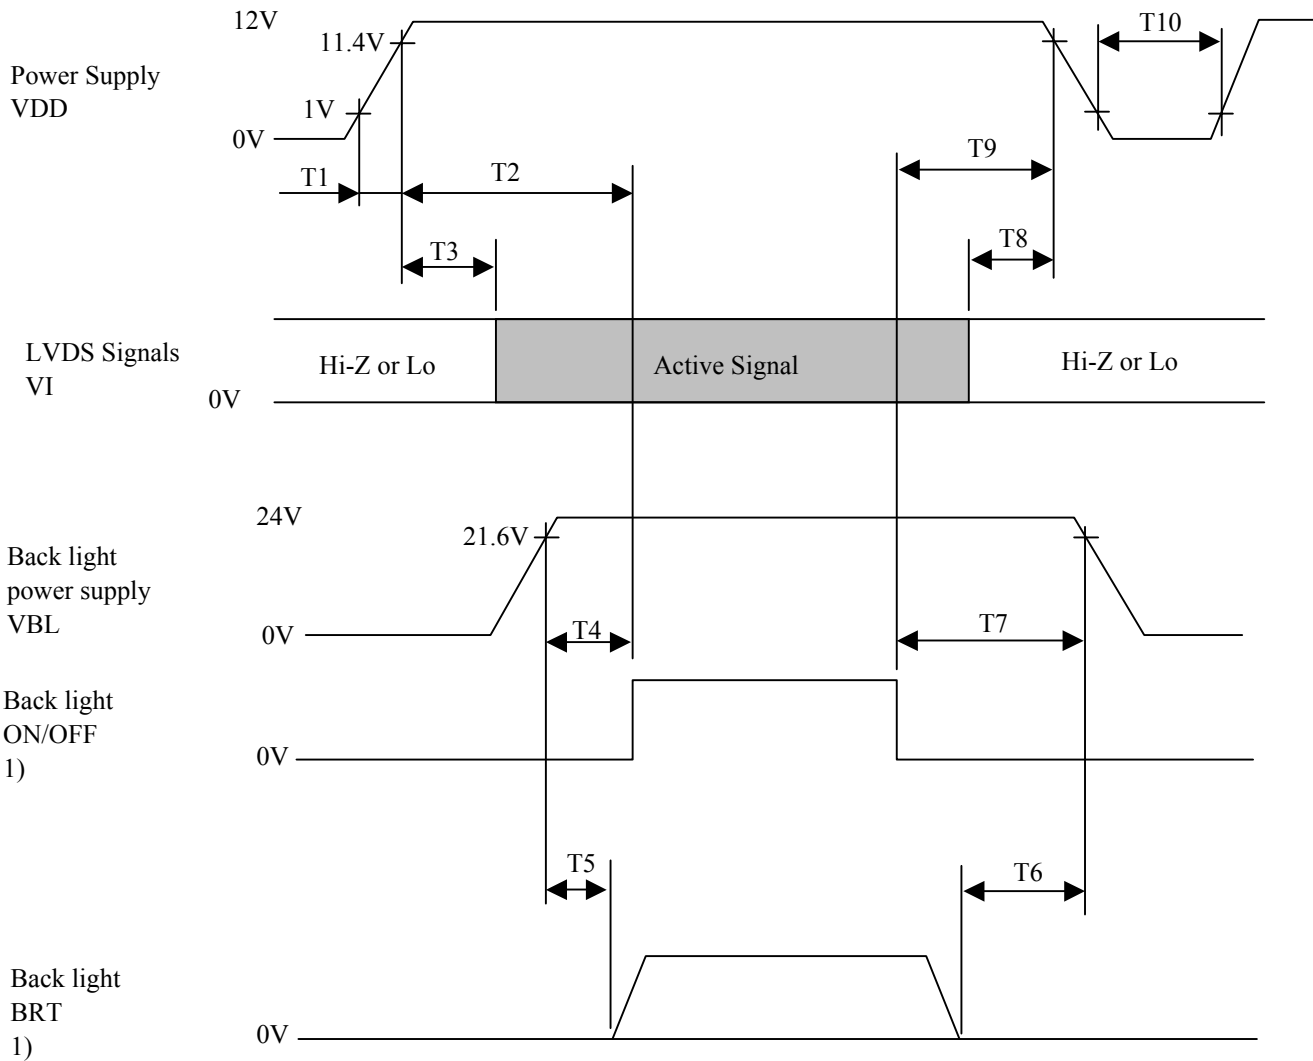 12V
T10
11.4V
Power Supply
VDD
1V
0V
T9
T1
T2
T8
T3
LVDS Signals
VI
Hi-Z or Lo
Active Signal
Hi-Z or Lo
0V
24V
21.6V
Back light
power supply
VBL
T4
T7
0V
Back light
ON/OFF
1)
0V
T5
T6
Back light
BRT
1)
0V